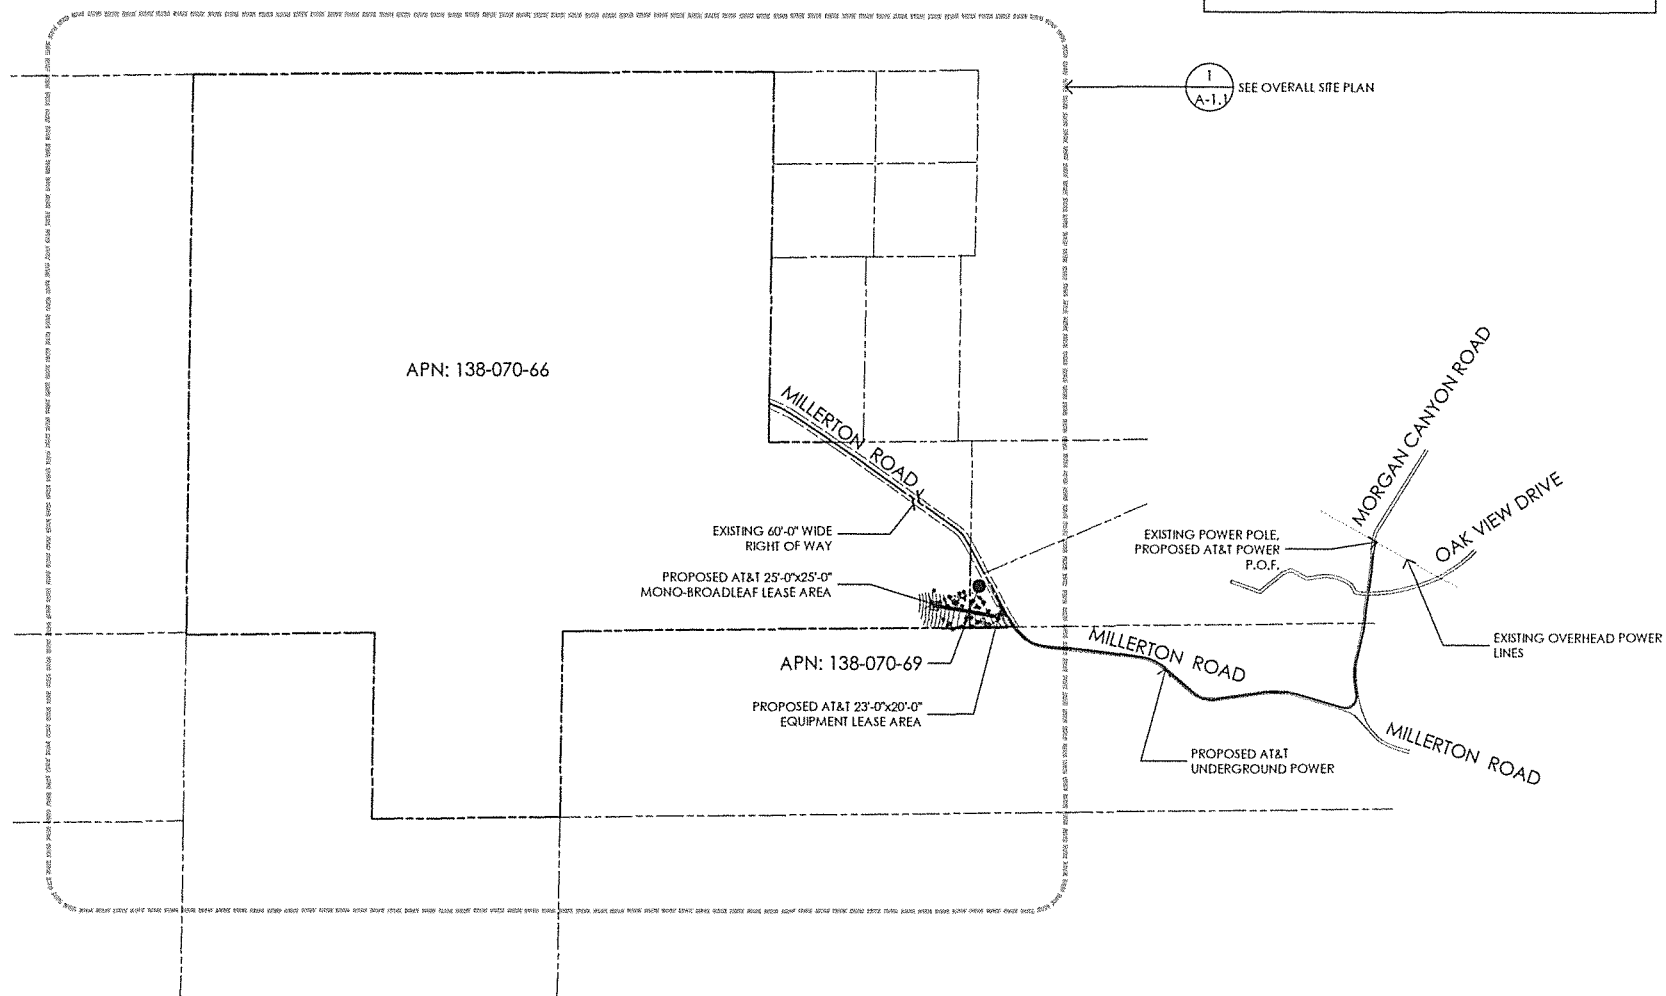 1
A-1.1
SEE OVERALL SITE PLAN
APN: 138-070-66
MILLERTON ROAD
MORGAN CANYON ROAD
OAK VIEW DRIVE
EXISTING 60'-0" WIDE
RIGHT OF WAY
EXISTING POWER POLE,
PROPOSED AT&T POWER
P.O.F.
PROPOSED AT&T 25'-0"x25'-0"
MONO-BROADLEAF LEASE AREA
EXISTING OVERHEAD POWER
LINES
MILLERTON ROAD
APN: 138-070-69
PROPOSED AT&T 23'-0"x20'-0"
EQUIPMENT LEASE AREA
MILLERTON ROAD
PROPOSED AT&T
UNDERGROUND POWER